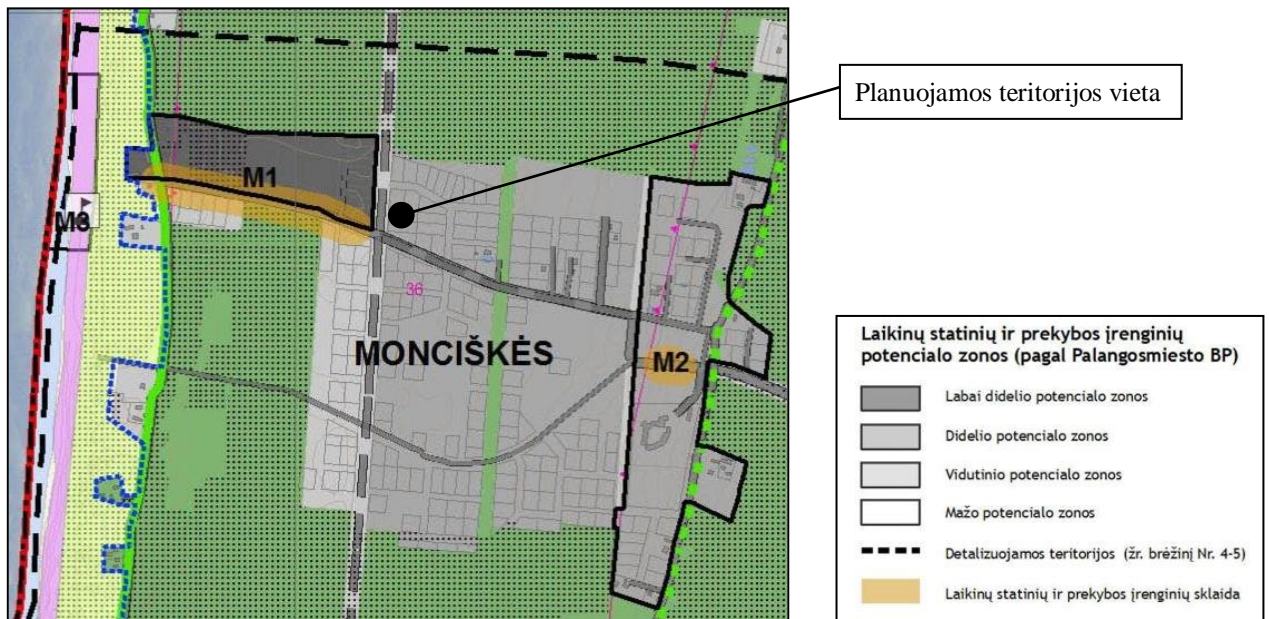 Planuojamos teritorijos vieta
M1
M3
36
MONCIŠKĖS
M2
Laikinų statinių ir prekybos įrenginių
potencialo zonos (pagal Palangosmiesto BP)
Labai didelio potencialo zonos
Didelio potencialo zonos
Vidutinio potencialo zonos
Mažo potencialo zonos
Detalizuojamos teritorijos (žr. brėžinį Nr. 4-5)
Laikinų statinių ir prekybos įrenginių sklaida